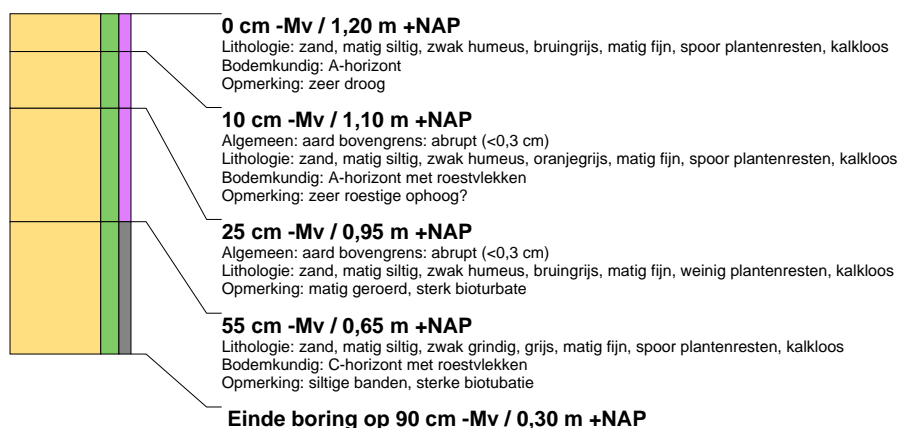 0 cm -Mv / 1,20 m +NAP
Lithologie: zand, matig siltig, zwak humeus, bruingrijs, matig fijn, spoor plantenresten, kalkloos
Bodemkundig: A-horizont
Opmerking: zeer droog
10 cm -Mv / 1,10 m +NAP
Algemeen: aard bovengrens: abrupt (<0,3 cm)
Lithologie: zand, matig siltig, zwak humeus, oranjegrijs, matig fijn, spoor plantenresten, kalkloos
Bodemkundig: A-horizont met roestvlekken
Opmerking: zeer roestige ophoog?
25 cm -Mv / 0,95 m +NAP
Algemeen: aard bovengrens: abrupt (<0,3 cm)
Lithologie: zand, matig siltig, zwak humeus, bruingrijs, matig fijn, weinig plantenresten, kalkloos
Opmerking: matig geroerd, sterk bioturbate
55 cm -Mv / 0,65 m +NAP
Lithologie: zand, matig siltig, zwak grindig, grijs, matig fijn, spoor plantenresten, kalkloos
Bodemkundig: C-horizont met roestvlekken
Opmerking: siltige banden, sterke biotubatie
Einde boring op 90 cm -Mv / 0,30 m +NAP